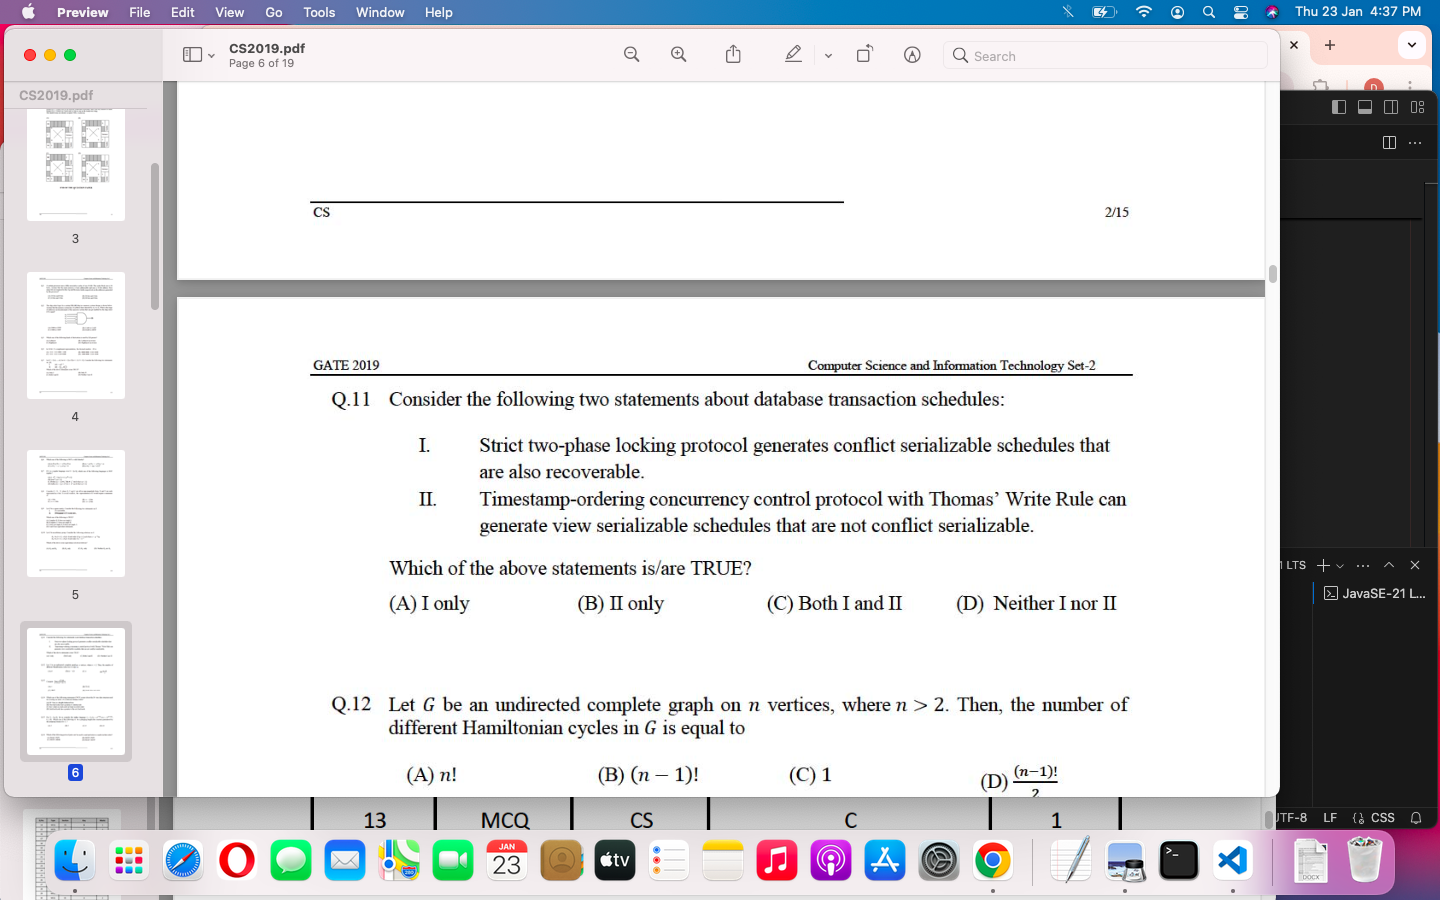 Preview File Edit View Go Tools Window Help
Thu 23 Jan 4:37 PM
CS2019.pdf
Page 6 of 19
Search
CS2019.pdf
3
4
5
6
CS 2/15
GATE 2019 Computer Science and Information Technology Set-2
Q.11 Consider the following two statements about database transaction schedules:
I. Strict two-phase locking protocol generates conflict serializable schedules that
are also recoverable.
II. Timestamp-ordering concurrency control protocol with Thomas' Write Rule can
generate view serializable schedules that are not conflict serializable.
Which of the above statements is/are TRUE?
(A) I only (B) II only (C) Both I and II (D) Neither I nor II
Q.12 Let G be an undirected complete graph on n vertices, where n > 2. Then, the number of
different Hamiltonian cycles in G is equal to
(A) n! (B) (n − 1)! (C) 1 (D) (n−1)!
2
13 MCQ CS C 1
LTS
JavaSE-21 L...
UTF-8 LF CSS
JAN
23
tv
DOCX